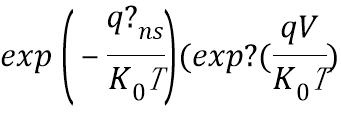 exp ( − q?ns / K0T ) (exp?( qV / K0T )